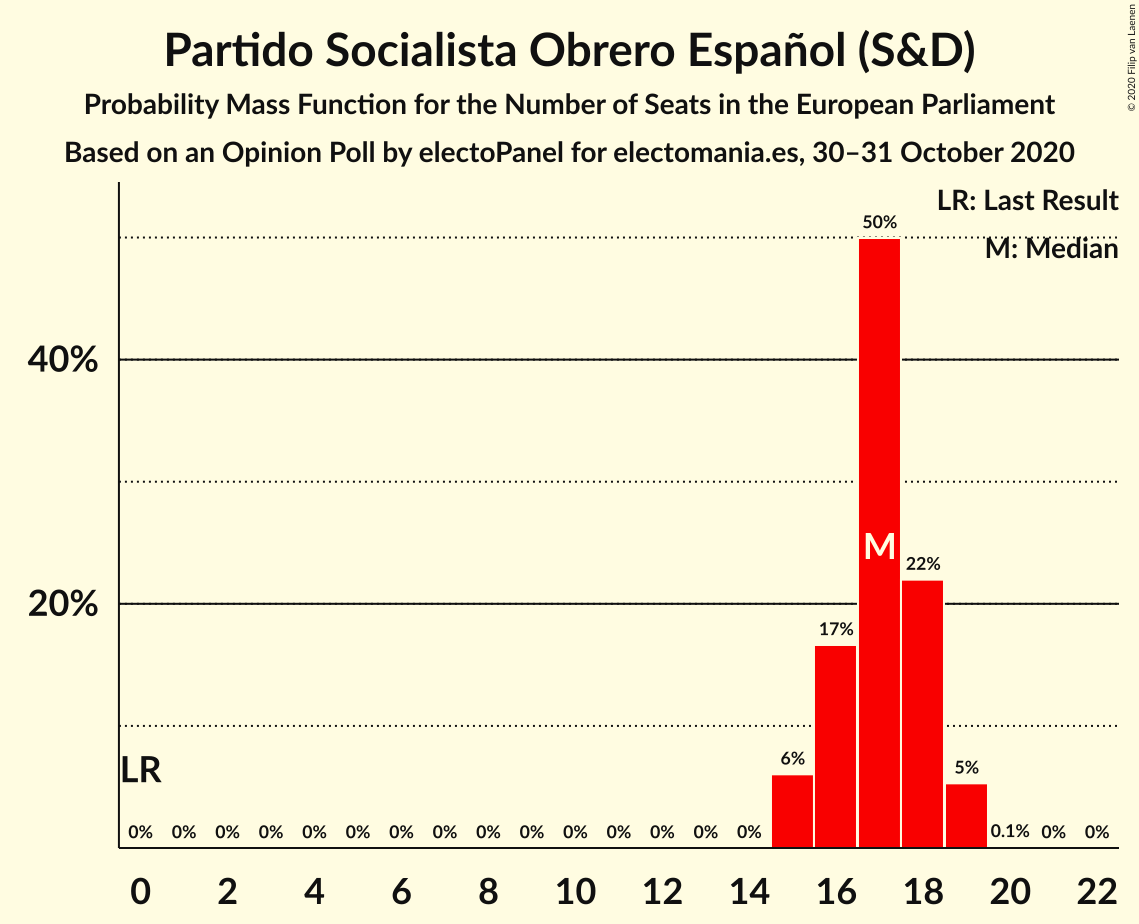 Partido Socialista Obrero Español (S&D)
Probability Mass Function for the Number of Seats in the European Parliament
Based on an Opinion Poll by electoPanel for electomania.es, 30–31 October 2020
© 2020 Filip van Laenen
LR: Last Result
M: Median
50%
40%
M
22%
20%
17%
LR
6%
5%
0% 0% 0% 0% 0% 0% 0% 0% 0% 0% 0% 0% 0% 0% 0% 0.1% 0% 0%
0 2 4 6 8 10 12 14 16 18 20 22